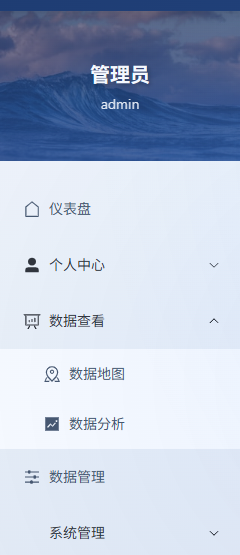 管理员
admin
仪表盘
个人中心
数据查看
数据地图
数据分析
数据管理
系统管理